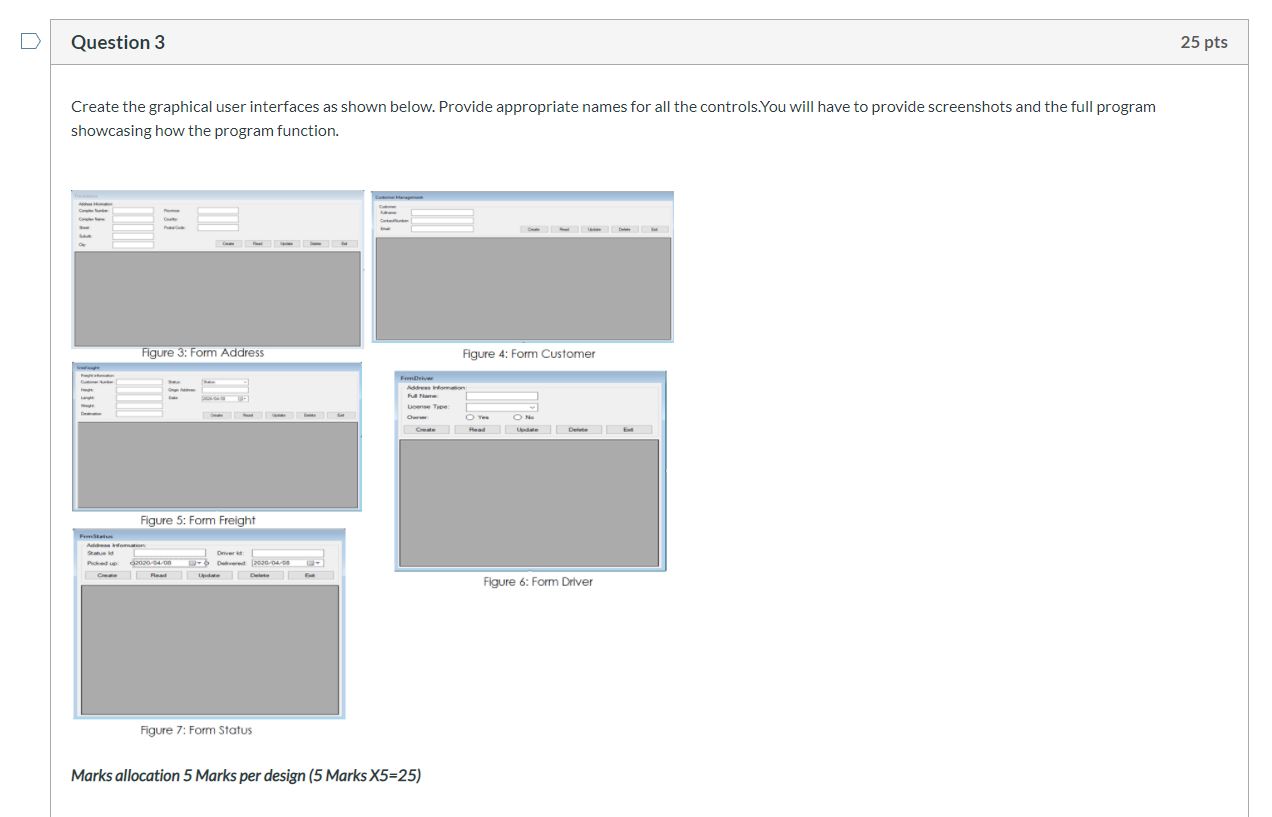 Question 3
25 pts
Create the graphical user interfaces as shown below. Provide appropriate names for all the controls.You will have to provide screenshots and the full program
showcasing how the program function.
Address Information
Complex Number:
Province:
Complex Name:
Country:
Street:
Postal Code:
Suburb:
City:
Create Read Update Delete Exit
Figure 3: Form Address
Customer Management
Customer
Fullname:
ContactNumber:
Email:
Create Read Update Delete Exit
Figure 4: Form Customer
Freight Information
Customer Number:
Status:
Status
Height:
Origin Address:
Lenght:
Date:
2020/04/08
Weight:
Destination:
Create Read Update Delete Exit
Figure 5: Form Freight
FrmDriver
Address Information:
Full Name:
License Type:
Owner:
Yes
No
Create Read Update Delete Exit
Figure 6: Form Driver
FrmStatus
Address Information:
Status Id
Driver Id:
Picked up:
2020/04/08
Delivered:
2020/04/08
Create Read Update Delete Exit
Figure 7: Form Status
Marks allocation 5 Marks per design (5 Marks X5=25)